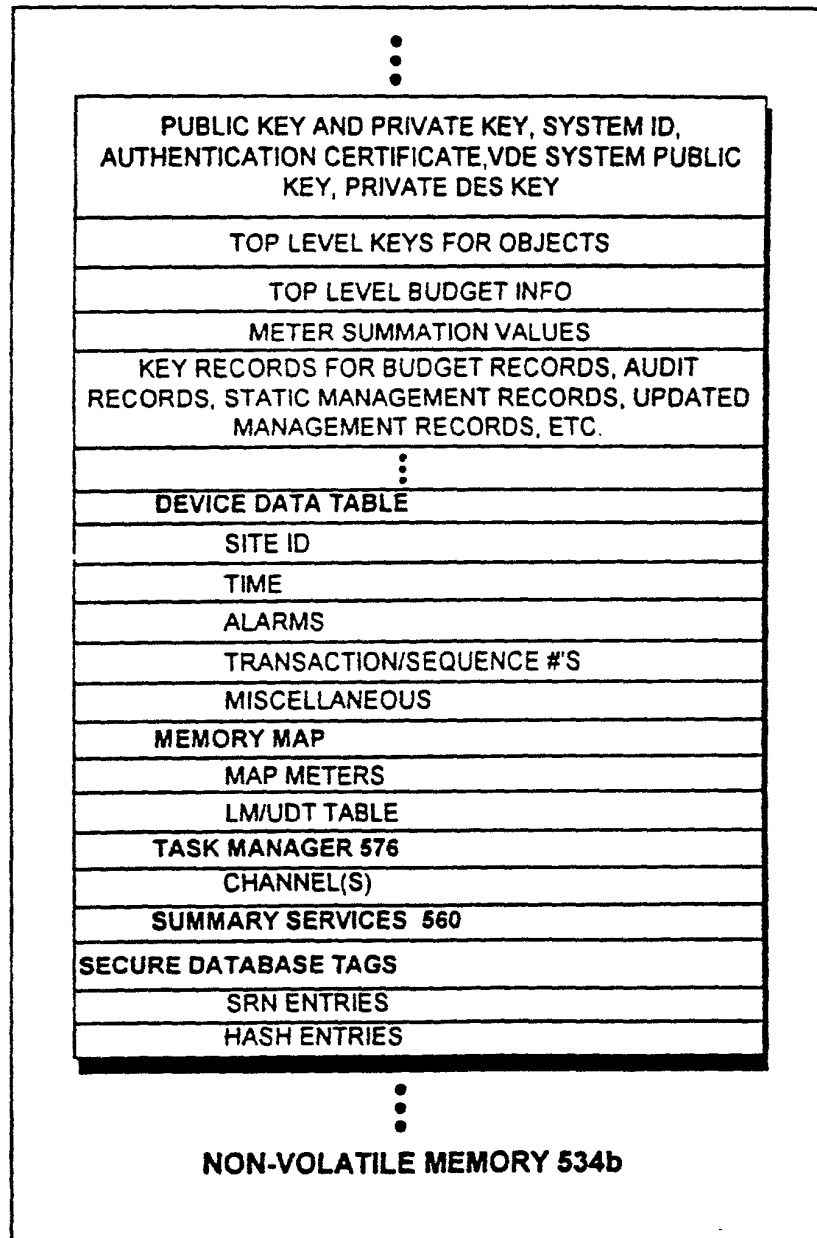 PUBLIC KEY AND PRIVATE KEY, SYSTEM ID,
AUTHENTICATION CERTIFICATE,VDE SYSTEM PUBLIC
KEY, PRIVATE DES KEY
TOP LEVEL KEYS FOR OBJECTS
TOP LEVEL BUDGET INFO
METER SUMMATION VALUES
KEY RECORDS FOR BUDGET RECORDS, AUDIT
RECORDS, STATIC MANAGEMENT RECORDS, UPDATED
MANAGEMENT RECORDS, ETC.
DEVICE DATA TABLE
SITE ID
TIME
ALARMS
TRANSACTION/SEQUENCE #'S
MISCELLANEOUS
MEMORY MAP
MAP METERS
LM/UDT TABLE
TASK MANAGER 576
CHANNEL(S)
SUMMARY SERVICES 560
SECURE DATABASE TAGS
SRN ENTRIES
HASH ENTRIES
NON-VOLATILE MEMORY 534b